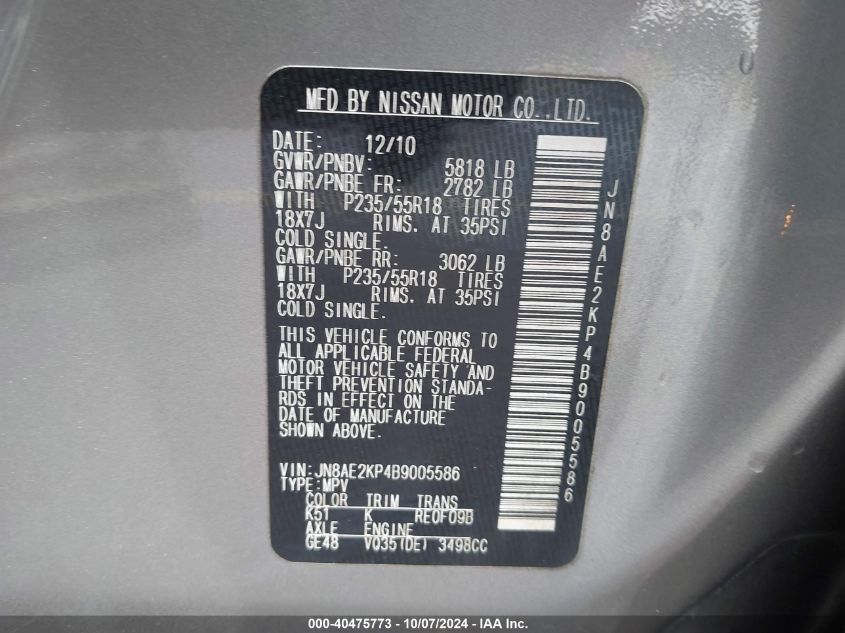 MFD BY NISSAN MOTOR CO.,LTD.
DATE: 12/10
GVWR/PNBV: 5818 LB
GAWR/PNBE FR: 2782 LB
WITH P235/55R18 TIRES
18X7J RIMS. AT 35PSI
COLD SINGLE.
GAWR/PNBE RR: 3062 LB
WITH P235/55R18 TIRES
18X7J RIMS. AT 35PSI
COLD SINGLE.
THIS VEHICLE CONFORMS TO
ALL APPLICABLE FEDERAL
MOTOR VEHICLE SAFETY AND
THEFT PREVENTION STANDA-
RDS IN EFFECT ON THE
DATE OF MANUFACTURE
SHOWN ABOVE.
VIN:JN8AE2KP4B9005586
TYPE:MPV
COLOR TRIM TRANS
K51 K RE0F09B
AXLE ENGINE
GE48 VQ35(DE) 3498CC
JN8AE2KP4B9005586
000-40475773 - 10/07/2024 - IAA Inc.